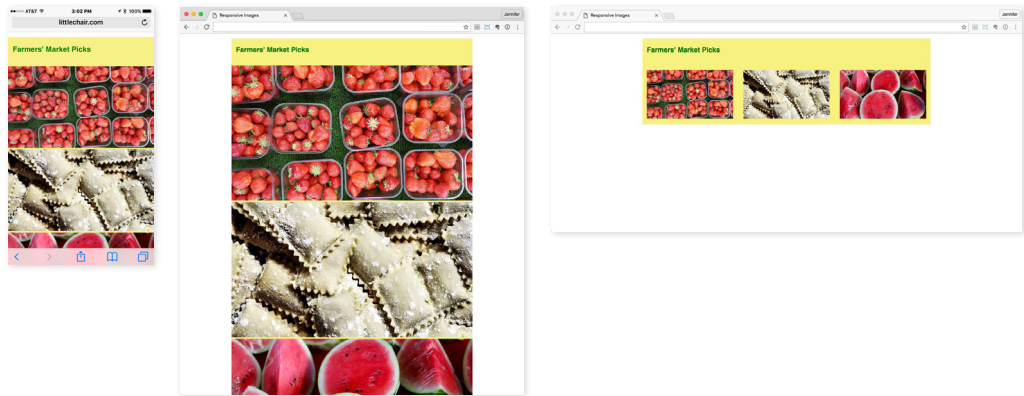 AT&T 3:02 PM 100%
littlechair.com
Farmers' Market Picks
Responsive Images
Jennifer
Farmers' Market Picks
Responsive Images
Jennifer
Farmers' Market Picks